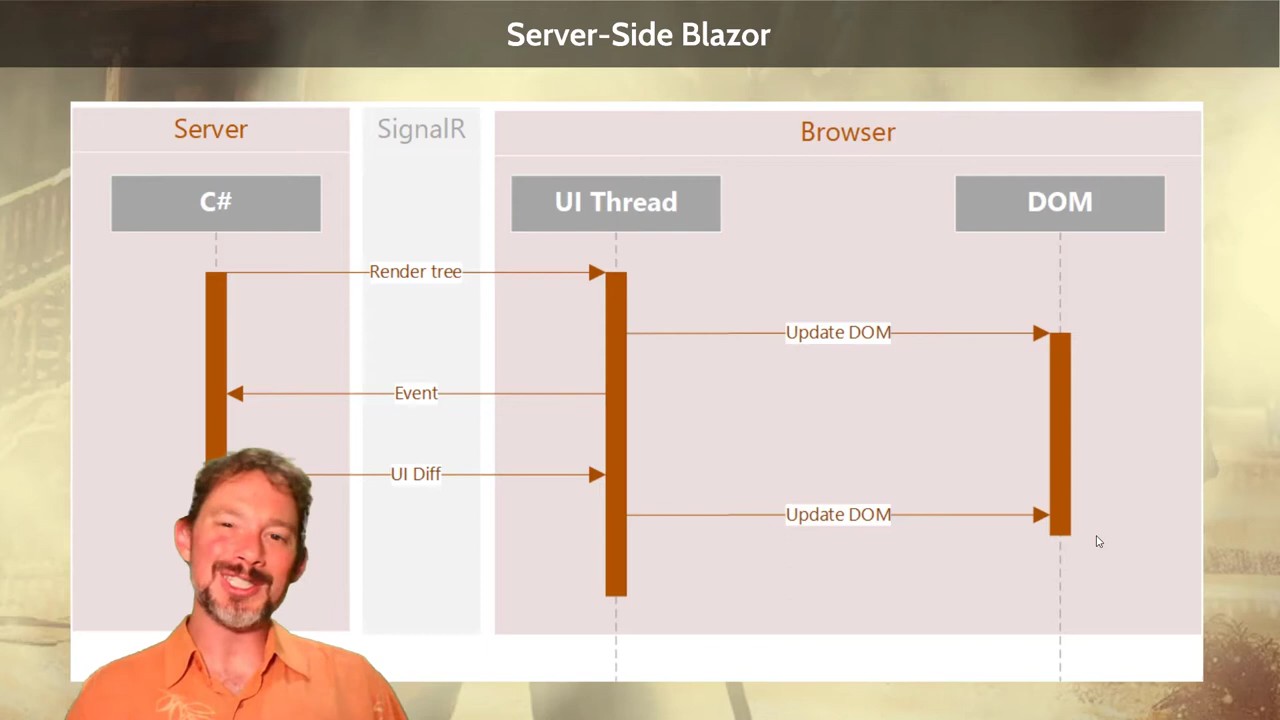 Server-Side Blazor
Server
SignalR
Browser
C#
UI Thread
DOM
Render tree
Update DOM
Event
UI Diff
Update DOM